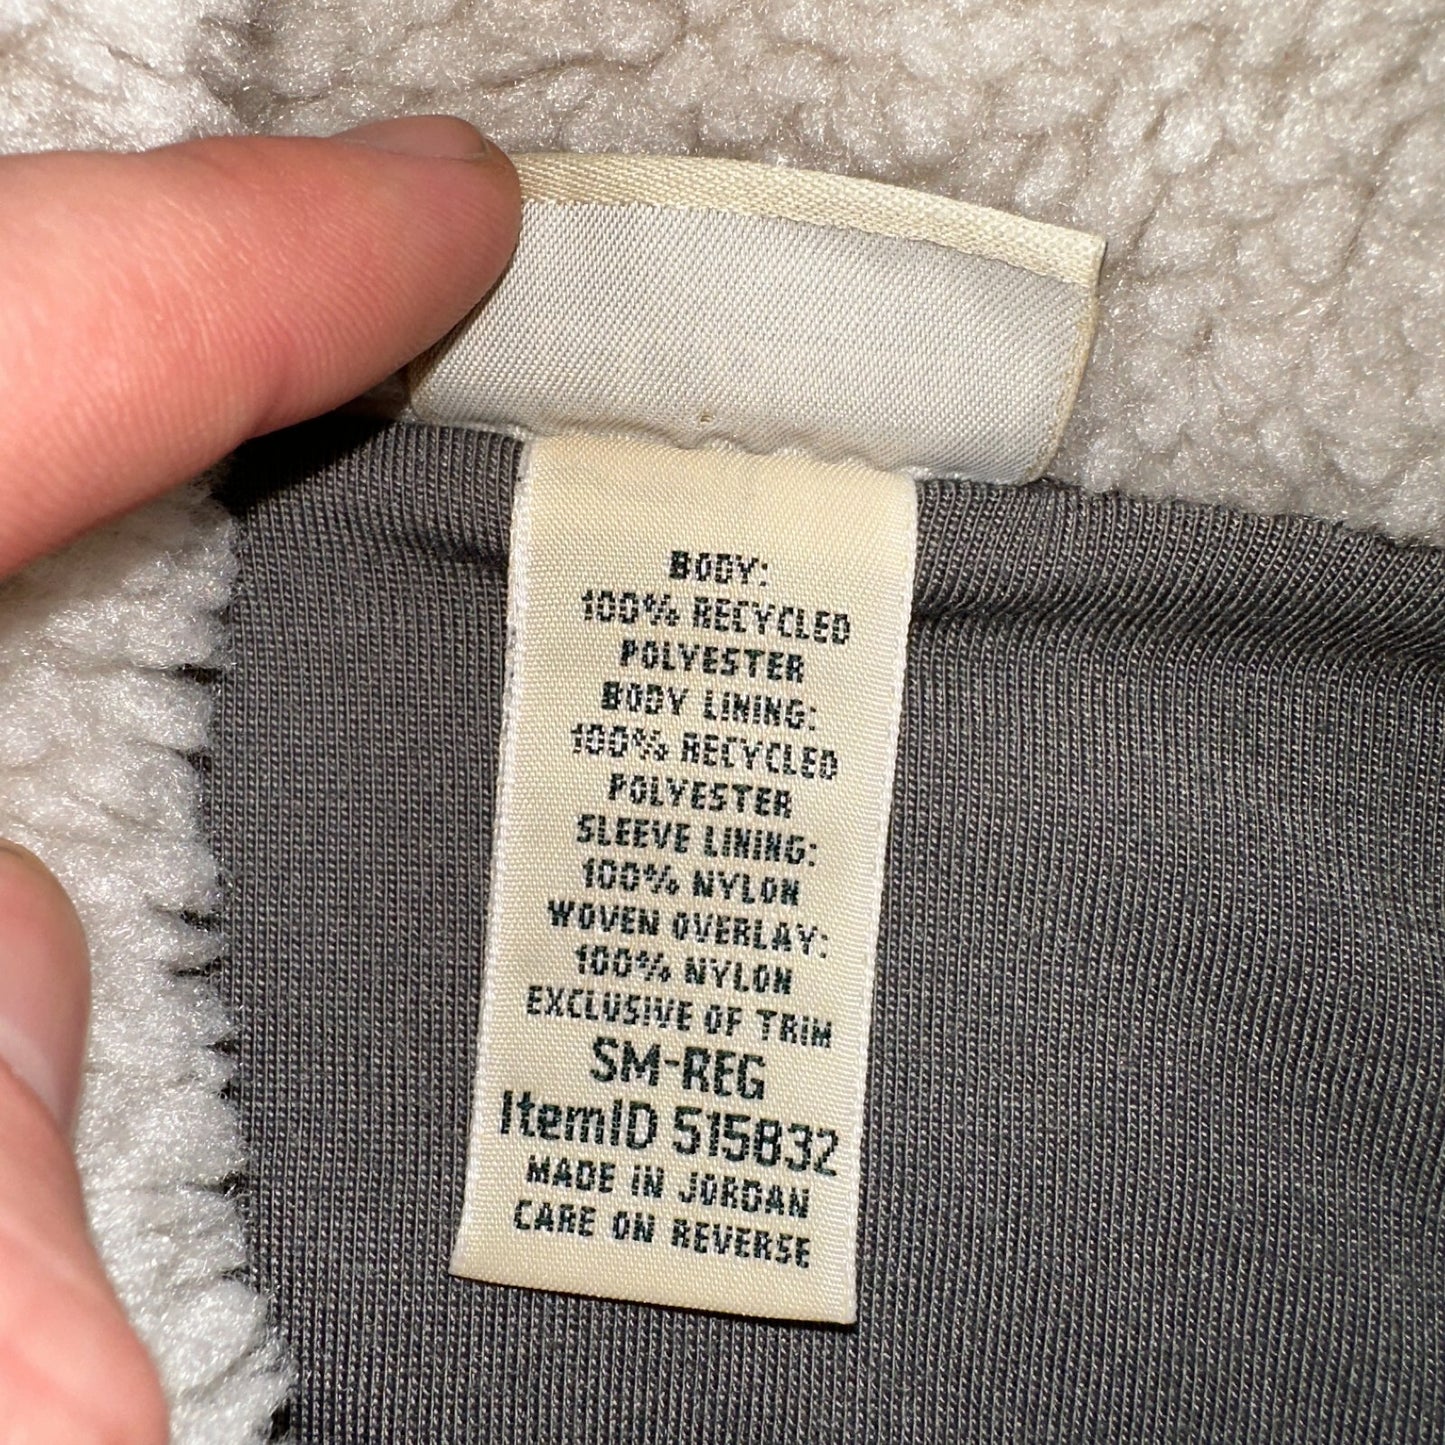 BODY:
100% RECYCLED
POLYESTER
BODY LINING:
100% RECYCLED
POLYESTER
SLEEVE LINING:
100% NYLON
WOVEN OVERLAY:
100% NYLON
EXCLUSIVE OF TRIM
SM-REG
ItemID 515832
MADE IN JORDAN
CARE ON REVERSE